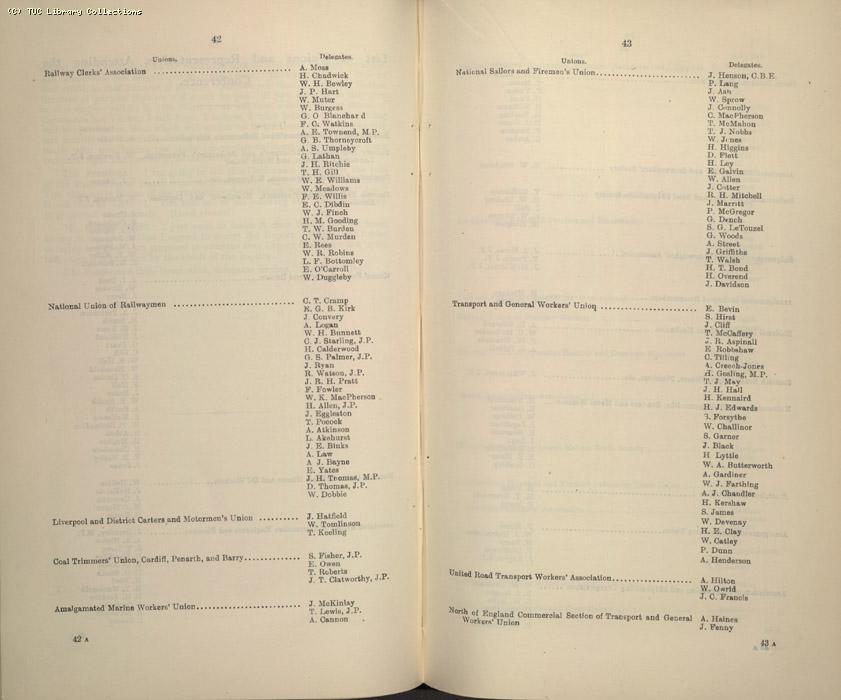 (C) TUC Library Collections
42
Unions. Delegates.
Railway Clerks' Association A. Moss
H. Chadwick
W. H. Bewley
J. P. Hart
W. Muter
W. Burgess
G. O Blanchard
F. C. Watkins
A. E. Townend, M.P.
G. B. Thorneycroft
A. S. Umpleby
G. Lathan
J. H. Ritchie
T. H. Gill
W. E. Williams
W. Meadows
F. E. Willis
E. C. Dibdin
W. J. Finch
H. M. Gooding
T. W. Burden
C. W. Murden
E. Rees
W. R. Robins
L. F. Bottomley
E. O'Carroll
W. Duggleby
National Union of Railwaymen C. T. Cramp
E. G. B. Kirk
J. Convery
A. Logan
W. H. Bunnett
C. J. Starling, J.P.
H. Calderwood
G. S. Palmer, J.P.
J. Ryan
R. Watson, J.P.
J. R. H. Pratt
F. Fowler
W. K. MacPherson
H. Allen, J.P.
J. Eggleston
T. Pocock
A. Atkinson
L. Akehurst
J. E. Binks
A. Law
A J. Bayne
E. Yates
J. H. Thomas, M.P.
D. Thomas, J.P.
W. Dobbie
Liverpool and District Carters and Motormen's Union J. Hatfield
W. Tomlinson
T. Keeling
Coal Trimmers' Union, Cardiff, Penarth, and Barry S. Fisher, J.P.
E. Owen
T. Roberts
J. T. Clatworthy, J.P.
Amalgamated Marine Workers' Union J. McKinlay
T. Lewis, J.P.
A. Cannon
42 A
43
Unions. Delegates.
National Sailors and Firemen's Union J. Henson, C.B.E.
P. Lang
J. Ash
W. Sprow
J. Connolly
C. MacPherson
T. McMahon
T. J. Nobbs
W. Jones
H. Higgins
D. Flett
H. Ley
E. Galvin
W. Allen
J. Cotter
R. H. Mitchell
J. Marritt
P. McGregor
G. Dench
S. G. LeTouzel
G. Woods
A. Street
J. Griffiths
T. Walsh
H. T. Bond
H. Overend
J. Davidson
Transport and General Workers' Union E. Bevin
S. Hirst
J. Cliff
T. McCaffery
J. R. Aspinall
E Robbshaw
C. Tilling
A. Creech-Jones
H. Gosling, M.P.
T. J. May
J. H. Hall
H. Kennaird
H. J. Edwards
Forsythe
W. Challinor
S. Garner
J. Black
H Lyttle
W. A. Butterworth
A. Gardiner
W. J. Farthing
A. J. Chandler
H. Kershaw
S. James
W. Devenay
H. E. Clay
W. Catley
P. Dunn
A. Henderson
United Road Transport Workers' Association A. Hilton
W.
J. C. Francis
North of England Commercial Section of Transport and General A. Haines
Workers' Union J. Fenny
43 A